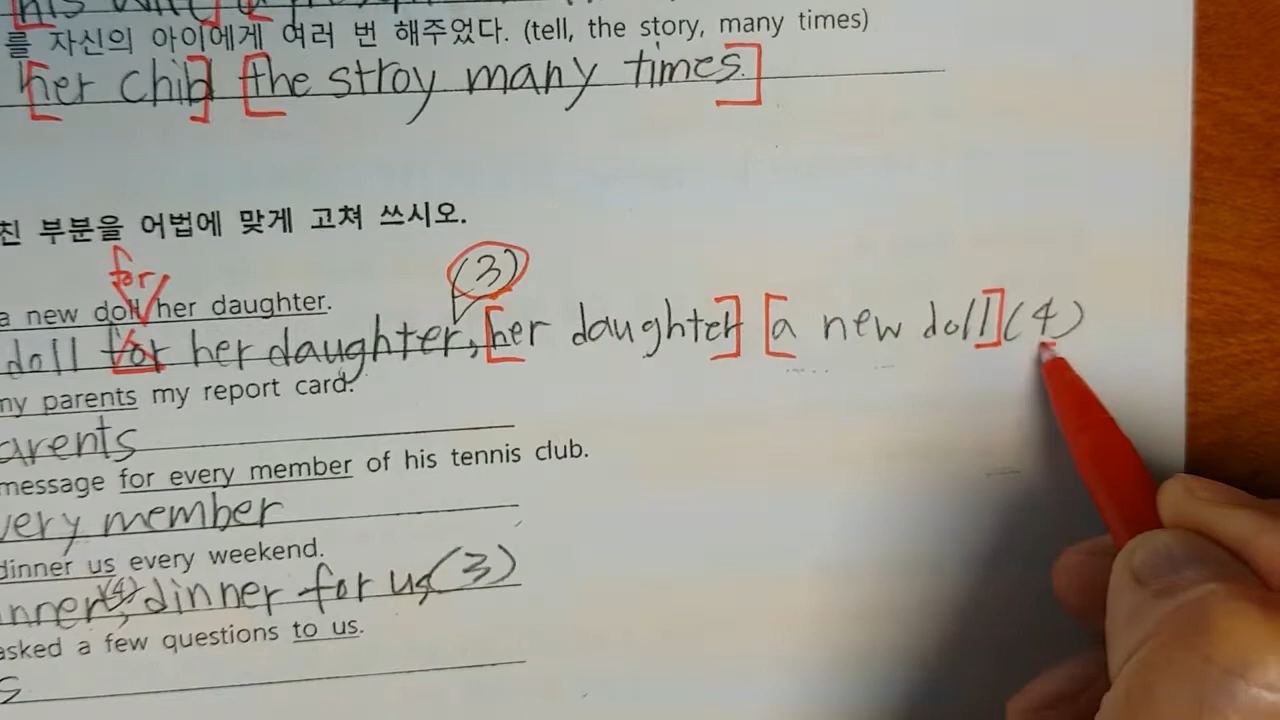 를 자신의 아이에게 여러 번 해주었다. (tell, the story, many times)
her child the stroy many times.
친 부분을 어법에 맞게 고쳐 쓰시오.
for
(3)
a new doll her daughter.
doll for her daughter, her daughter a new doll (4)
my parents my report card.
arents
message for every member of his tennis club.
very member
dinner us every weekend.
nner(4), dinner for us(3)
asked a few questions to us.
s